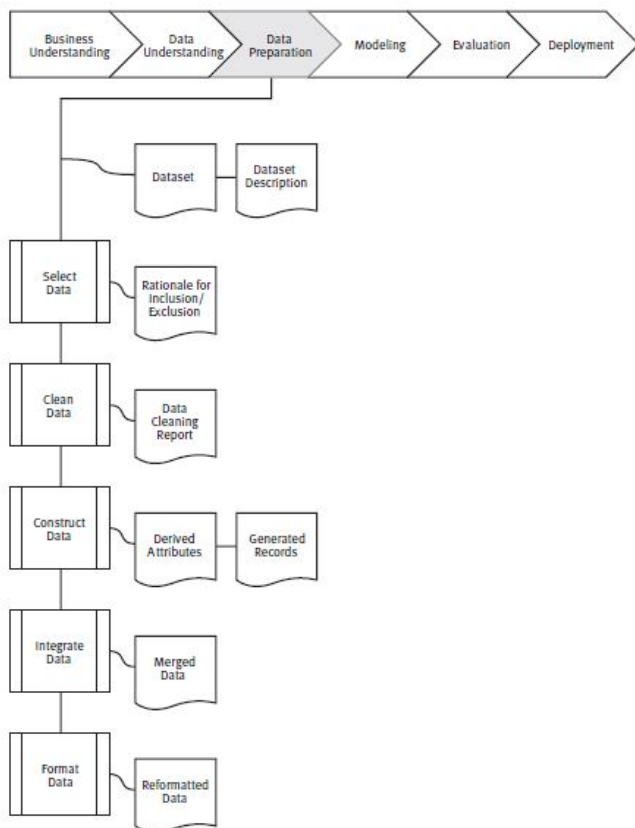 Business
Understanding
Data
Understanding
Data
Preparation
Modeling
Evaluation
Deployment
Dataset
Dataset
Description
Select
Data
Rationale for
Inclusion/
Exclusion
Clean
Data
Data
Cleaning
Report
Construct
Data
Derived
Attributes
Generated
Records
Integrate
Data
Merged
Data
Format
Data
Reformatted
Data